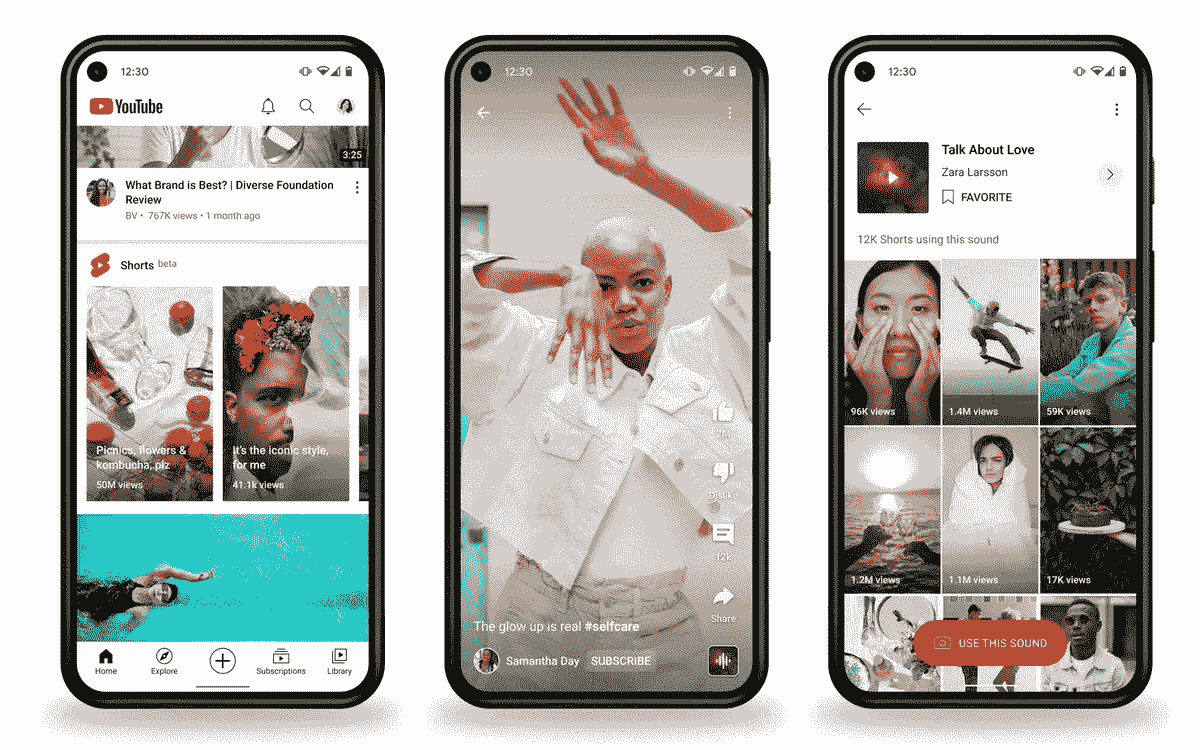 12:30
YouTube
3:25
What Brand is Best? | Diverse Foundation
Review
BV • 767K views • 1 month ago
Shorts beta
Picnics, flowers &
kombucha, plz
50M views
It's the iconic style,
for me
41.1k views
Home
Explore
Subscriptions
Library
12:30
2M
Dislike
12k
Share
The glow up is real #selfcare
Samantha Day
SUBSCRIBE
12:30
Talk About Love
Zara Larsson
FAVORITE
12K Shorts using this sound
96K views
1.4M views
59K views
1.2M views
1.1M views
17K views
USE THIS SOUND